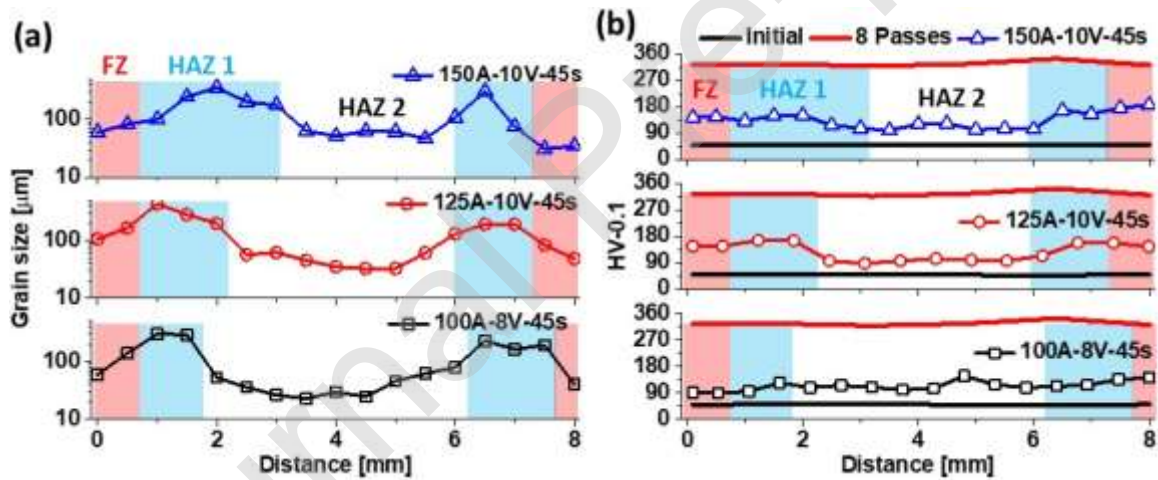 (a)
FZ
HAZ 1
150A-10V-45s
HAZ 2
100
10
125A-10V-45s
100
10
100A-8V-45s
100
10
Grain size [μm]
0 2 4 6 8
Distance [mm]
(b)
Initial 8 Passes 150A-10V-45s
360
270
180
90
0
FZ HAZ 1
HAZ 2
360
270
180
90
0
125A-10V-45s
360
270
180
90
0
100A-8V-45s
HV-0.1
0 2 4 6 8
Distance [mm]